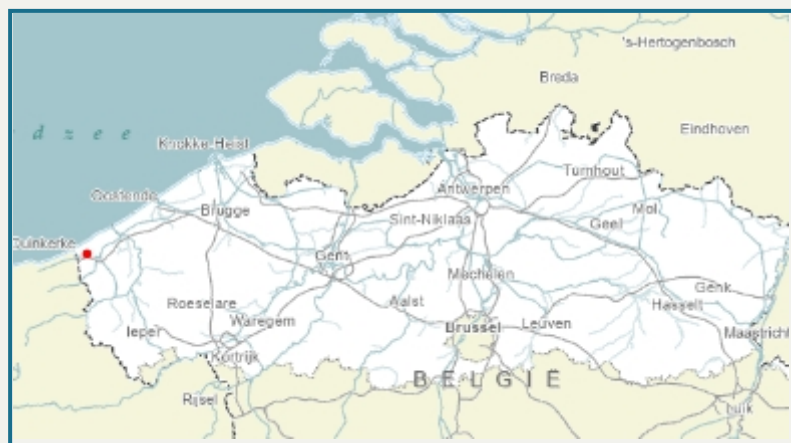 's-Hertogenbosch
Breda
Eindhoven
d z e e
Knokke-Heist
Turnhout
Oostende
Antwerpen
Mol
Brugge
Sint-Niklaas
Geel
Duinkerke
Gent
Mechelen
Genk
Roeselare
Aalst
Hasselt
Waregem
Brussel
Leuven
Ieper
Maastricht
Kortrijk
BELGIË
Rijsel
Luik